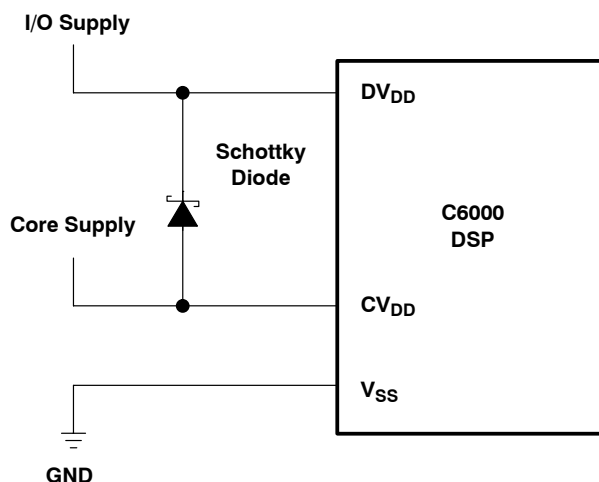 I/O Supply
DVDD
Schottky
Diode
C6000
DSP
Core Supply
CVDD
VSS
GND